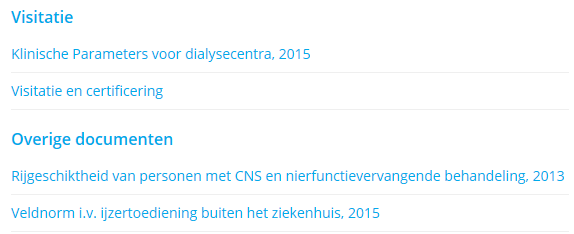 Visitatie
Klinische Parameters voor dialysecentra, 2015
Visitatie en certificering
Overige documenten
Rijgeschiktheid van personen met CNS en nierfunctievervangende behandeling, 2013
Veldnorm i.v. ijzertoediening buiten het ziekenhuis, 2015